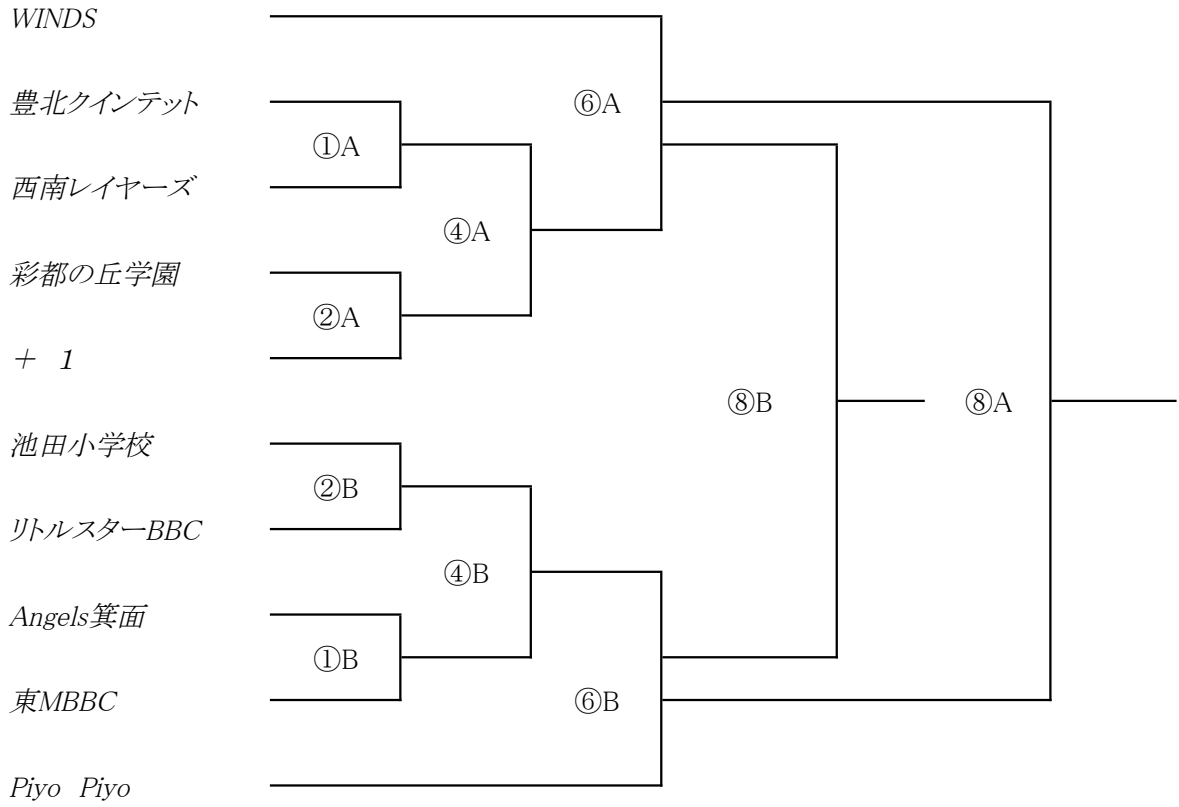 WINDS
豊北クインテット
⑥A
①A
西南レイヤーズ
④A
彩都の丘学園
②A
＋ 1
⑧B
⑧A
池田小学校
②B
リトルスターBBC
④B
Angels箕面
①B
東MBBC
⑥B
Piyo Piyo